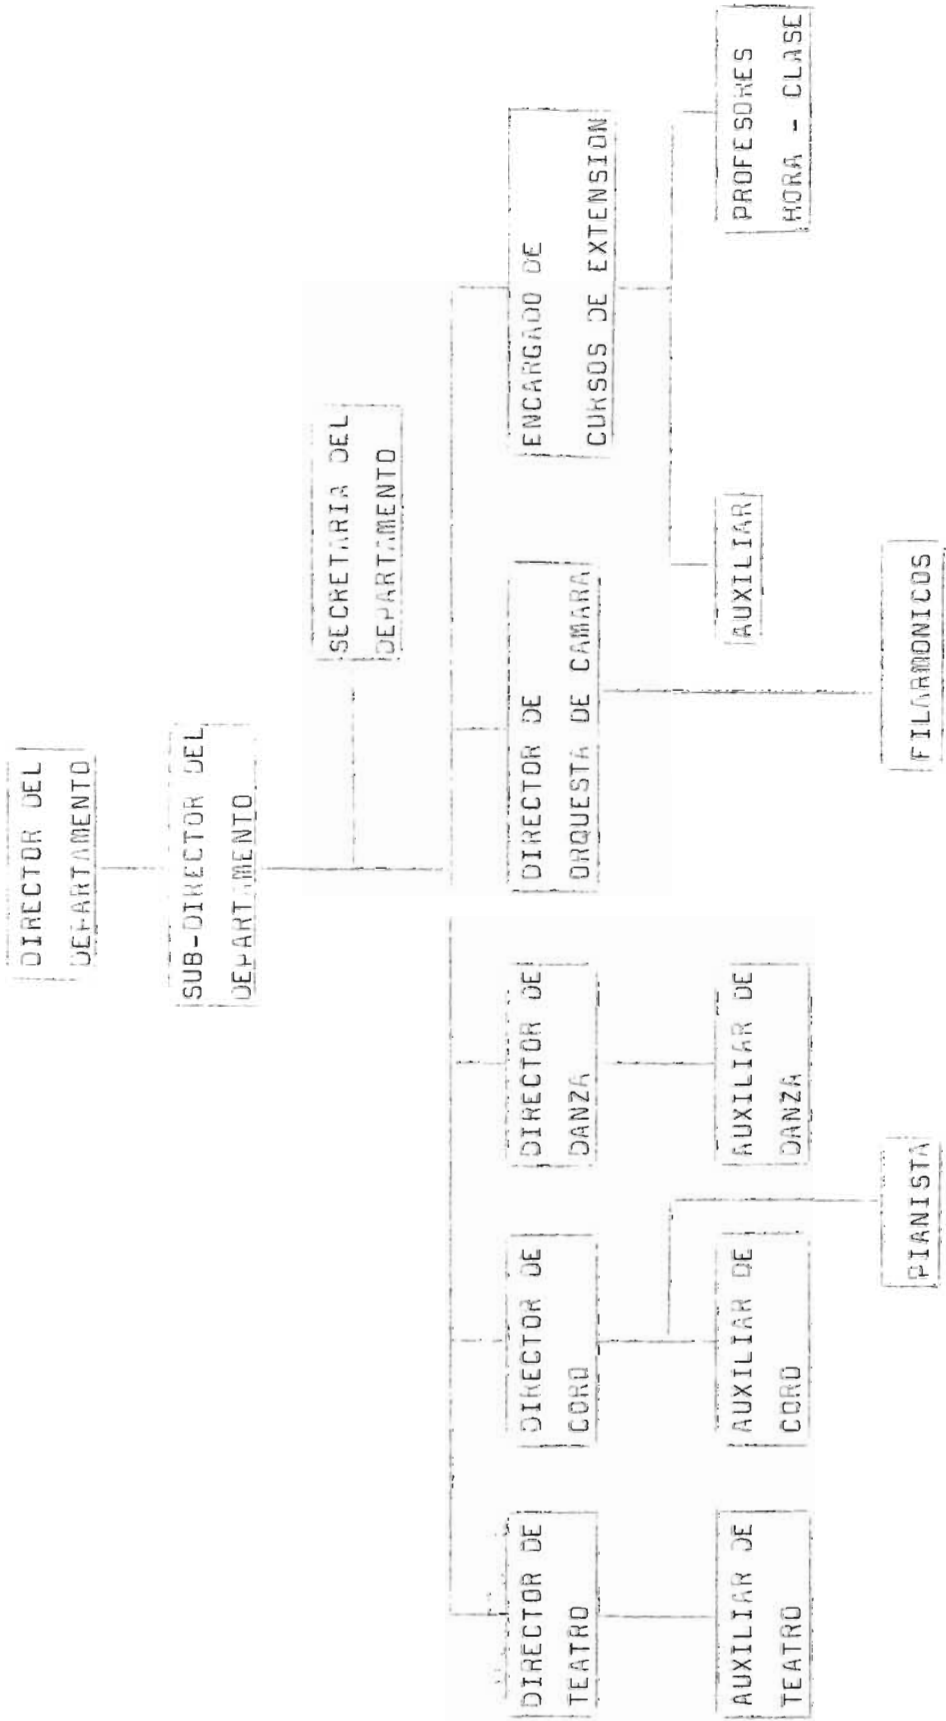 DIRECTOR DEL
DEPARTAMENTO
SUB-DIRECTOR DEL
DEPARTAMENTO
SECRETARIA DEL
DEPARTAMENTO
DIRECTOR DE
TEATRO
DIRECTOR DE
CORO
DIRECTOR DE
DANZA
DIRECTOR DE
ORQUESTA DE CAMARA
ENCARGADO DE
CURSOS DE EXTENSION
AUXILIAR DE
TEATRO
AUXILIAR DE
CORO
AUXILIAR DE
DANZA
AUXILIAR
PROFESORES
HORA - CLASE
PIANISTA
FILARMONICOS